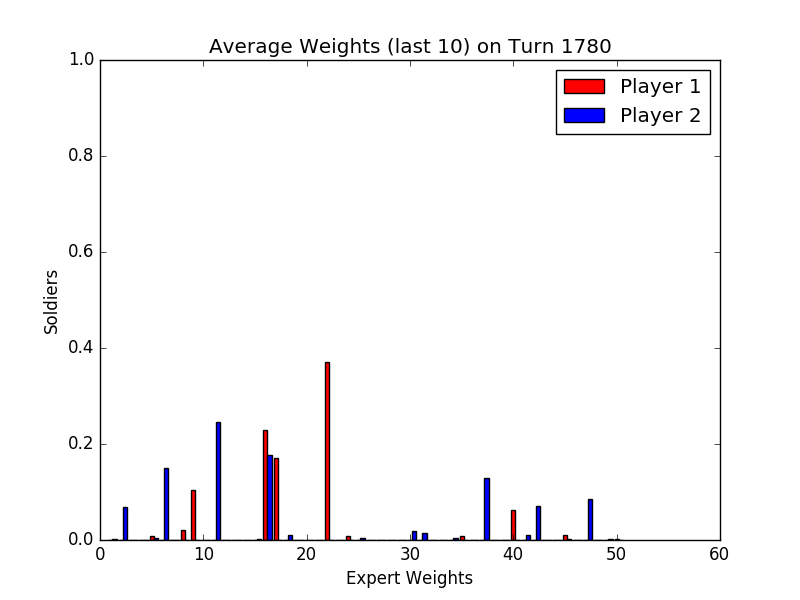 Average Weights (last 10) on Turn 1780
1.0
0.8
0.6
0.4
0.2
0.0
Soldiers
Player 1
Player 2
0 10 20 30 40 50 60
Expert Weights